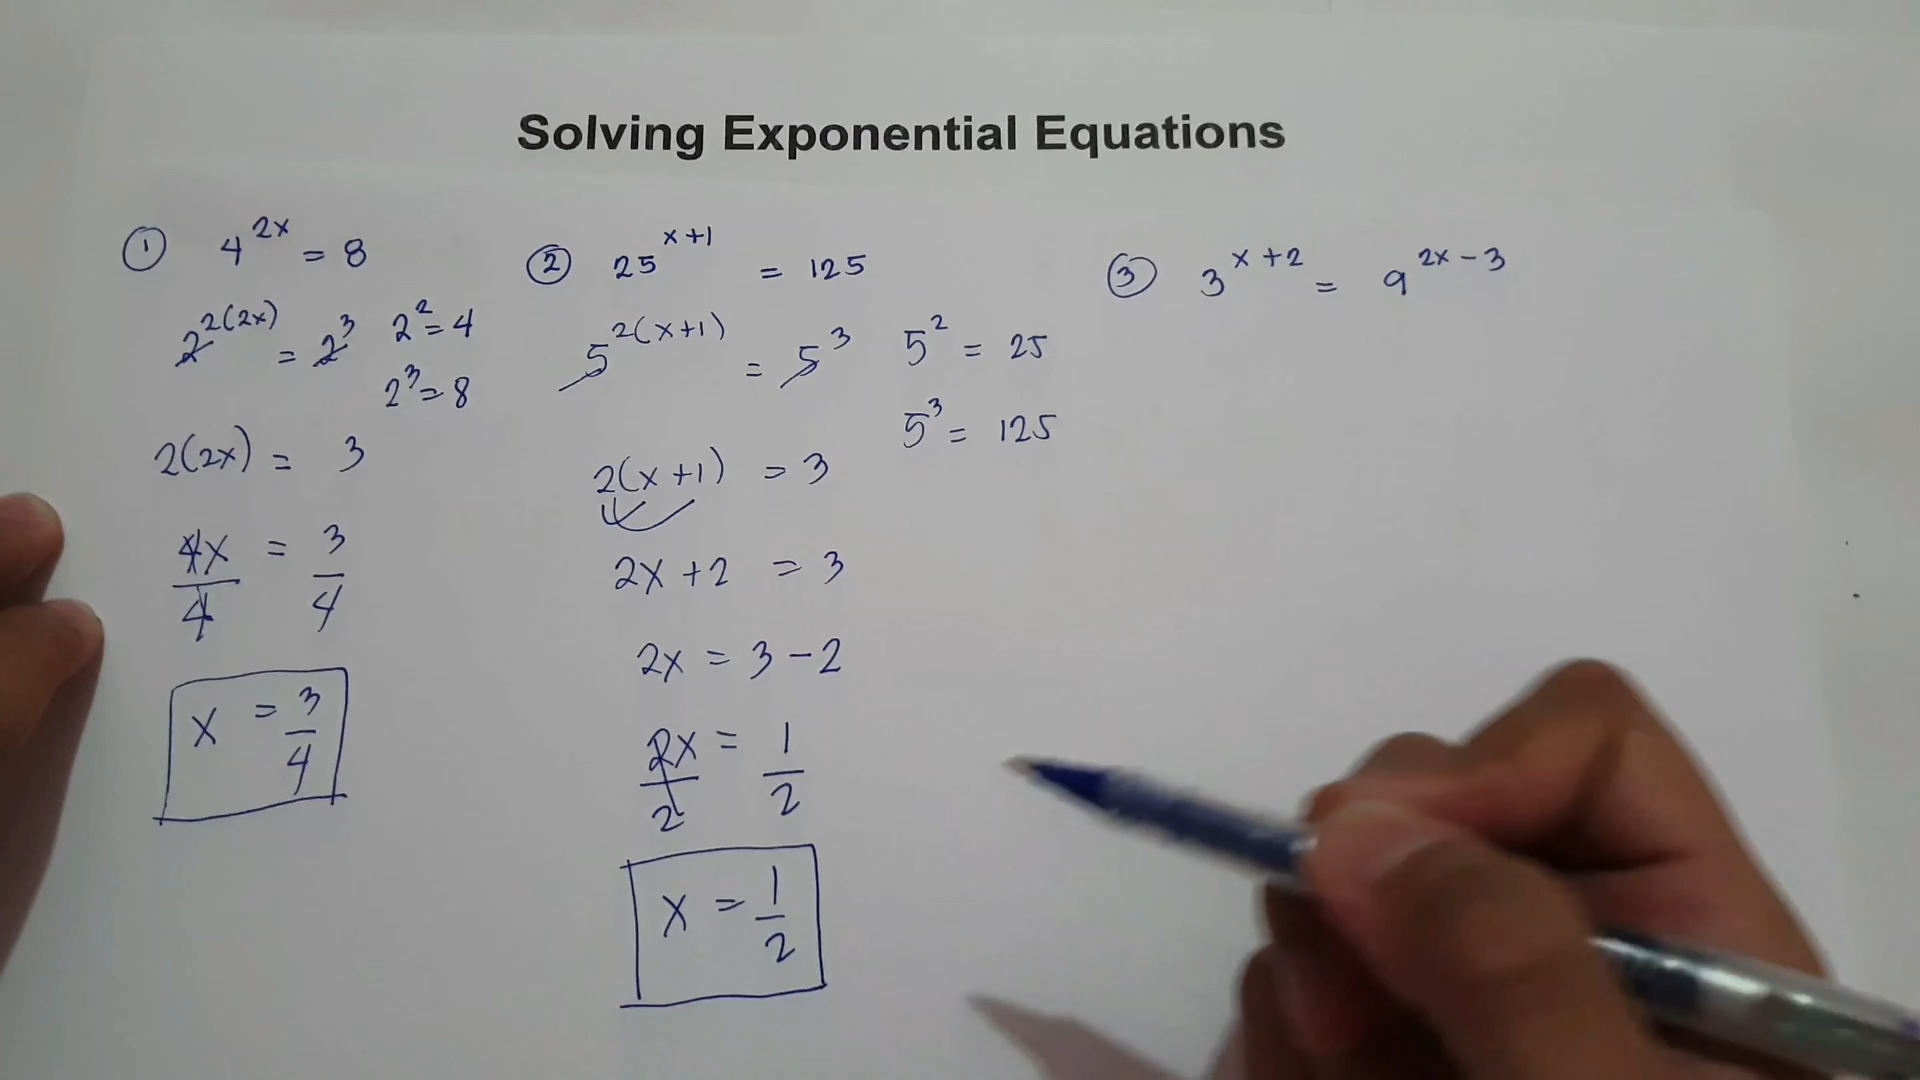 Solving Exponential Equations
① 4^{2x} = 8
2^{2(2x)} = 2^3 2^2 = 4
2^3 = 8
2(2x) = 3
4x/4 = 3/4
x = 3/4
② 25^{x+1} = 125
5^{2(x+1)} = 5^3 5^2 = 25
5^3 = 125
2(x+1) = 3
2x+2 = 3
2x = 3-2
2x/2 = 1/2
x = 1/2
③ 3^{x+2} = 9^{2x-3}